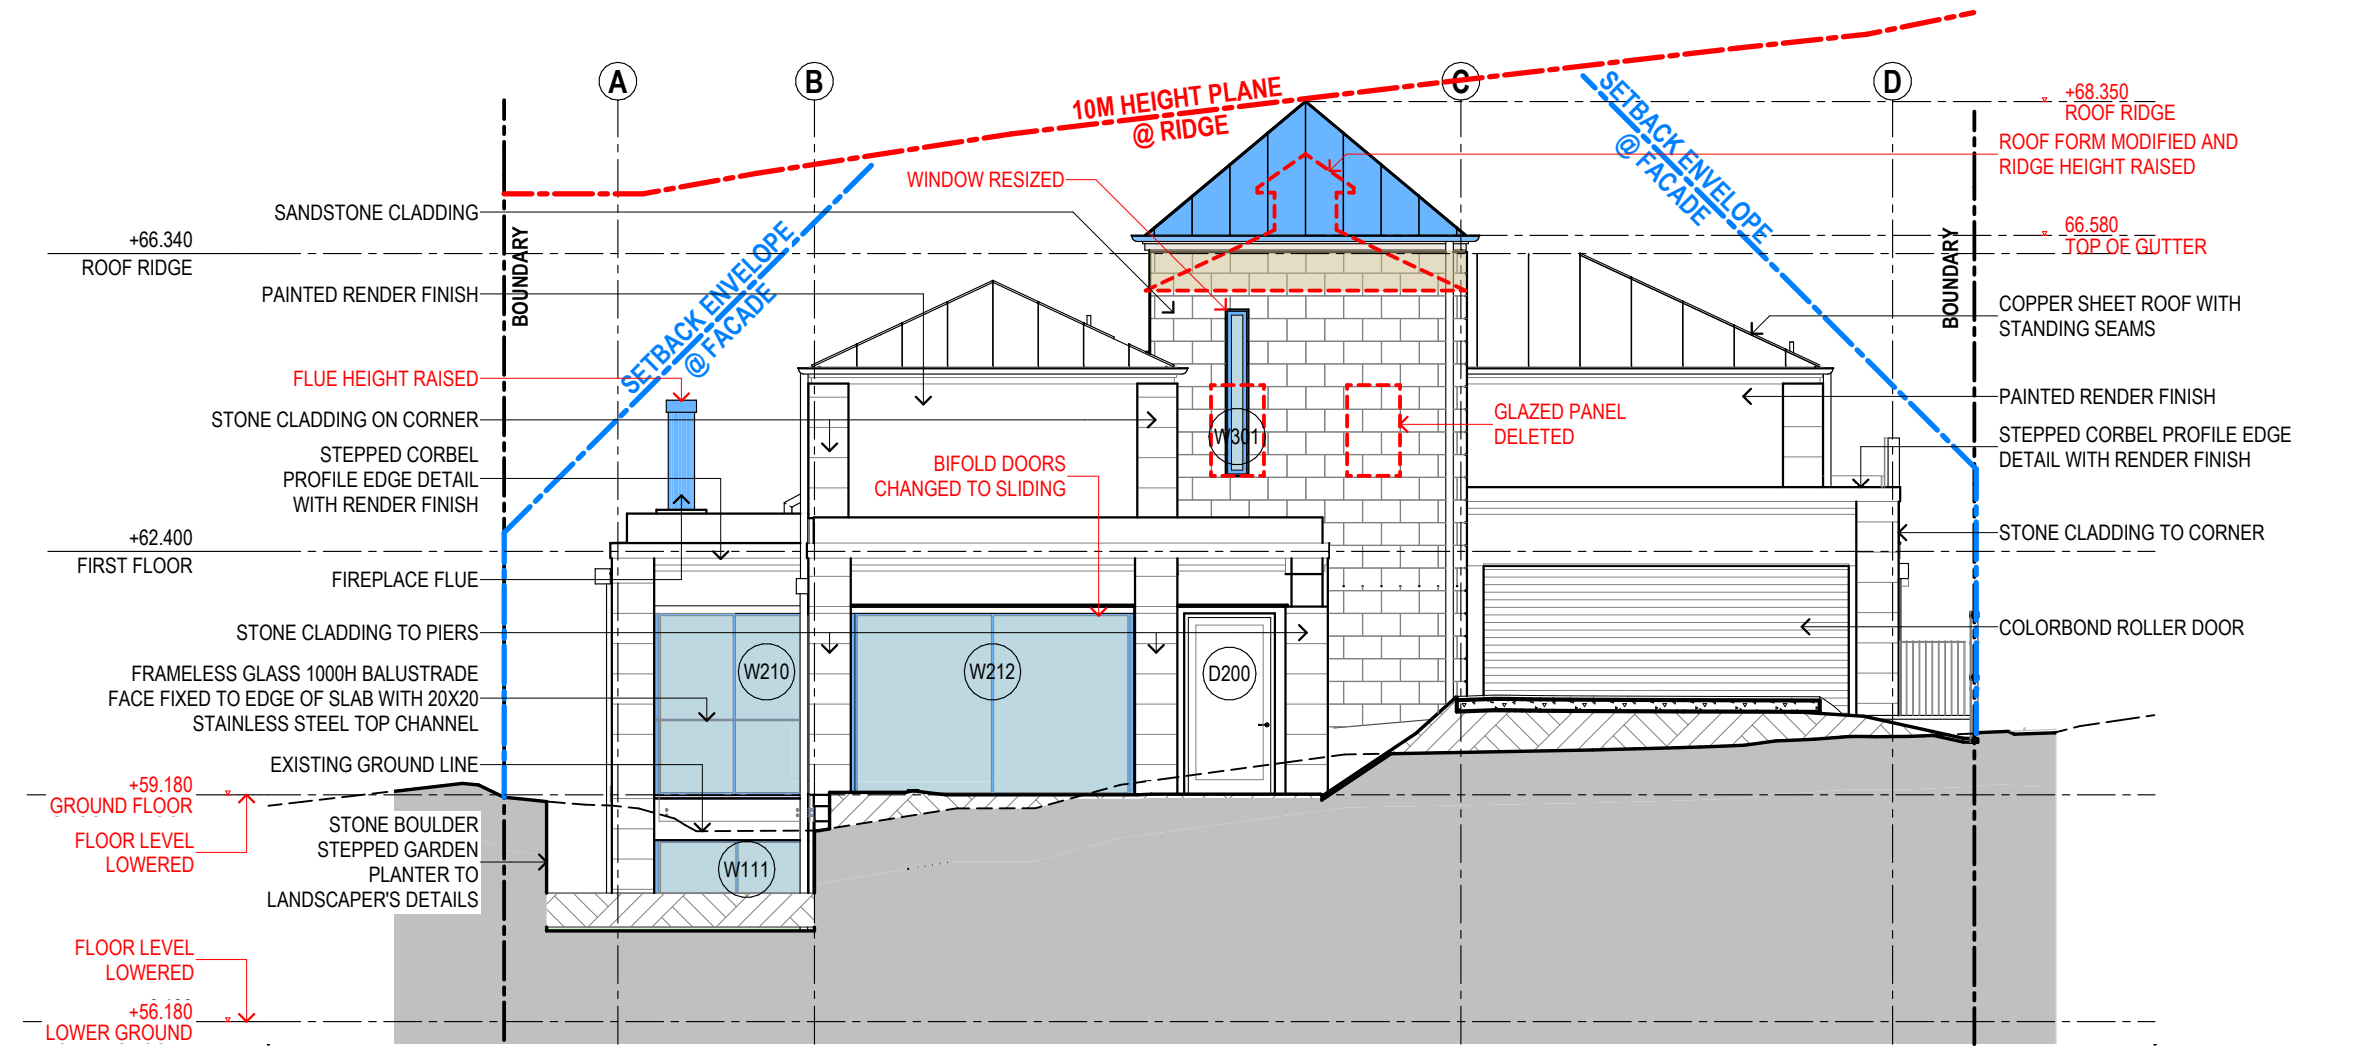 A
B
C
D
10M HEIGHT PLANE
@ RIDGE
SETBACK ENVELOPE
@ FACADE
SETBACK ENVELOPE
@ FACADE
BOUNDARY
BOUNDARY
+66.340
ROOF RIDGE
+62.400
FIRST FLOOR
+59.180
GROUND FLOOR
FLOOR LEVEL
LOWERED
FLOOR LEVEL
LOWERED
+56.180
LOWER GROUND
SANDSTONE CLADDING
PAINTED RENDER FINISH
FLUE HEIGHT RAISED
STONE CLADDING ON CORNER
STEPPED CORBEL
PROFILE EDGE DETAIL
WITH RENDER FINISH
FIREPLACE FLUE
STONE CLADDING TO PIERS
FRAMELESS GLASS 1000H BALUSTRADE
FACE FIXED TO EDGE OF SLAB WITH 20X20
STAINLESS STEEL TOP CHANNEL
EXISTING GROUND LINE
STONE BOULDER
STEPPED GARDEN
PLANTER TO
LANDSCAPER'S DETAILS
WINDOW RESIZED
BIFOLD DOORS
CHANGED TO SLIDING
GLAZED PANEL
DELETED
W301
W210
W212
D200
W111
+68.350
ROOF RIDGE
ROOF FORM MODIFIED AND
RIDGE HEIGHT RAISED
66.580
TOP OF GUTTER
COPPER SHEET ROOF WITH
STANDING SEAMS
PAINTED RENDER FINISH
STEPPED CORBEL PROFILE EDGE
DETAIL WITH RENDER FINISH
STONE CLADDING TO CORNER
COLORBOND ROLLER DOOR